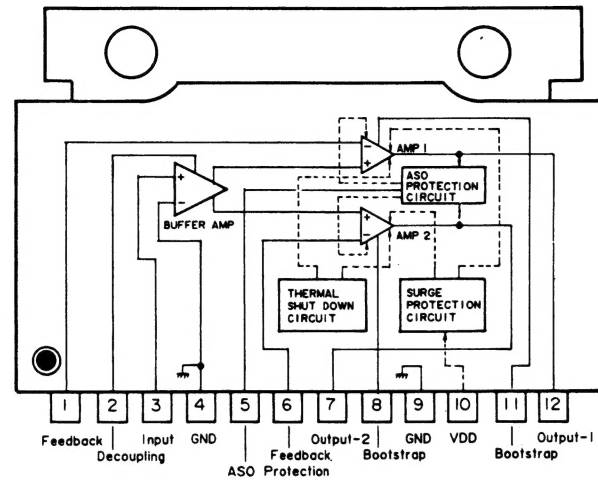 AMP 1
ASO
PROTECTION
CIRCUIT
BUFFER AMP
AMP 2
THERMAL
SHUT DOWN
CIRCUIT
SURGE
PROTECTION
CIRCUIT
1 2 3 4 5 6 7 8 9 10 11 12
Feedback Input GND Output-2 GND VDD Output-1
Decoupling Feedback. Bootstrap Bootstrap
ASO Protection